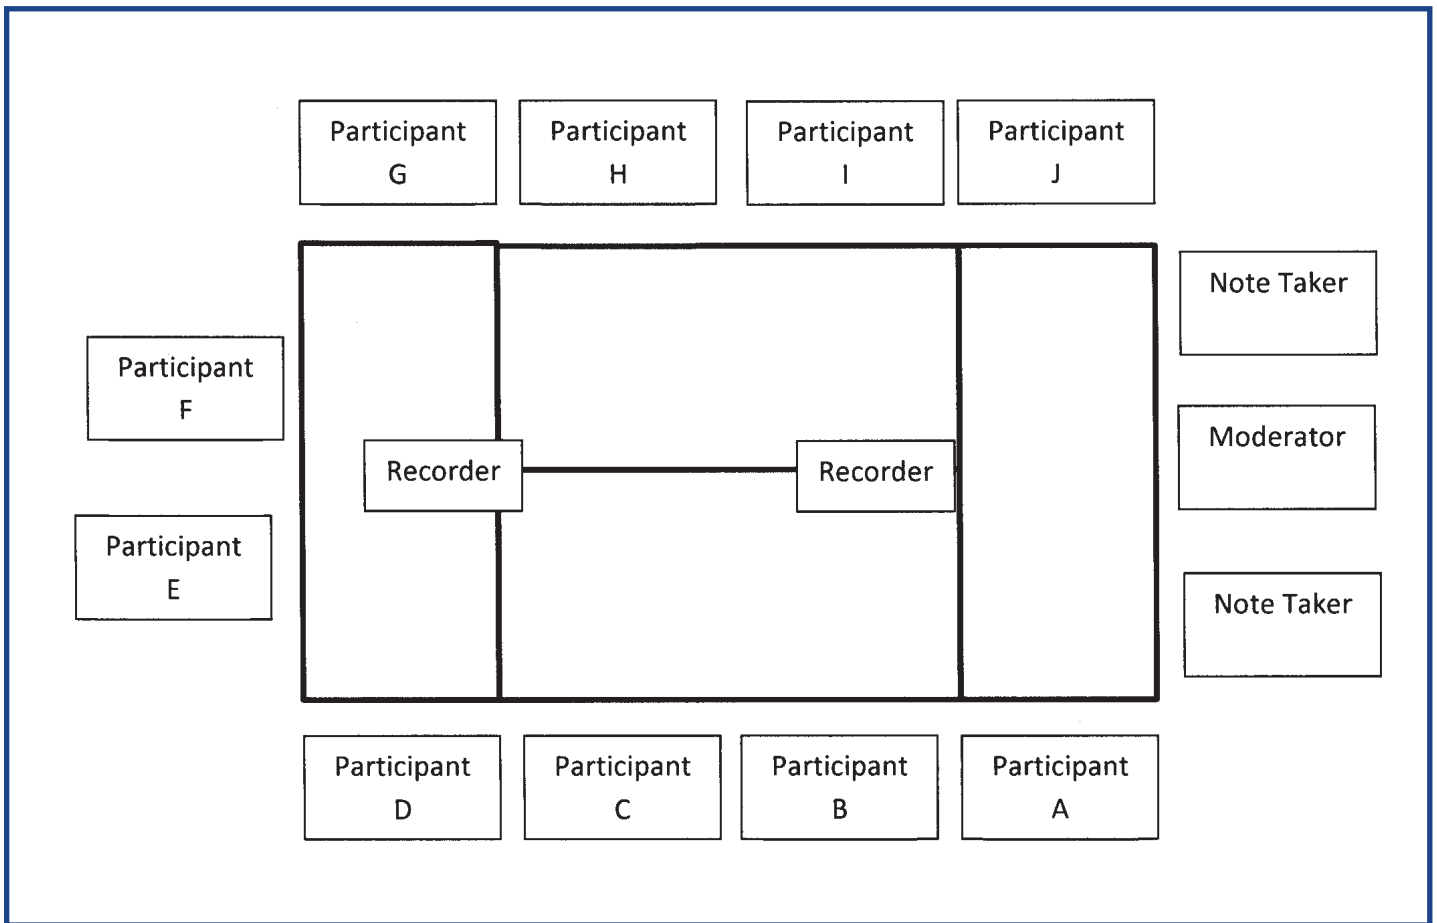 Participant
G
Participant
H
Participant
I
Participant
J
Note Taker
Participant
F
Moderator
Recorder
Recorder
Participant
E
Note Taker
Participant
D
Participant
C
Participant
B
Participant
A